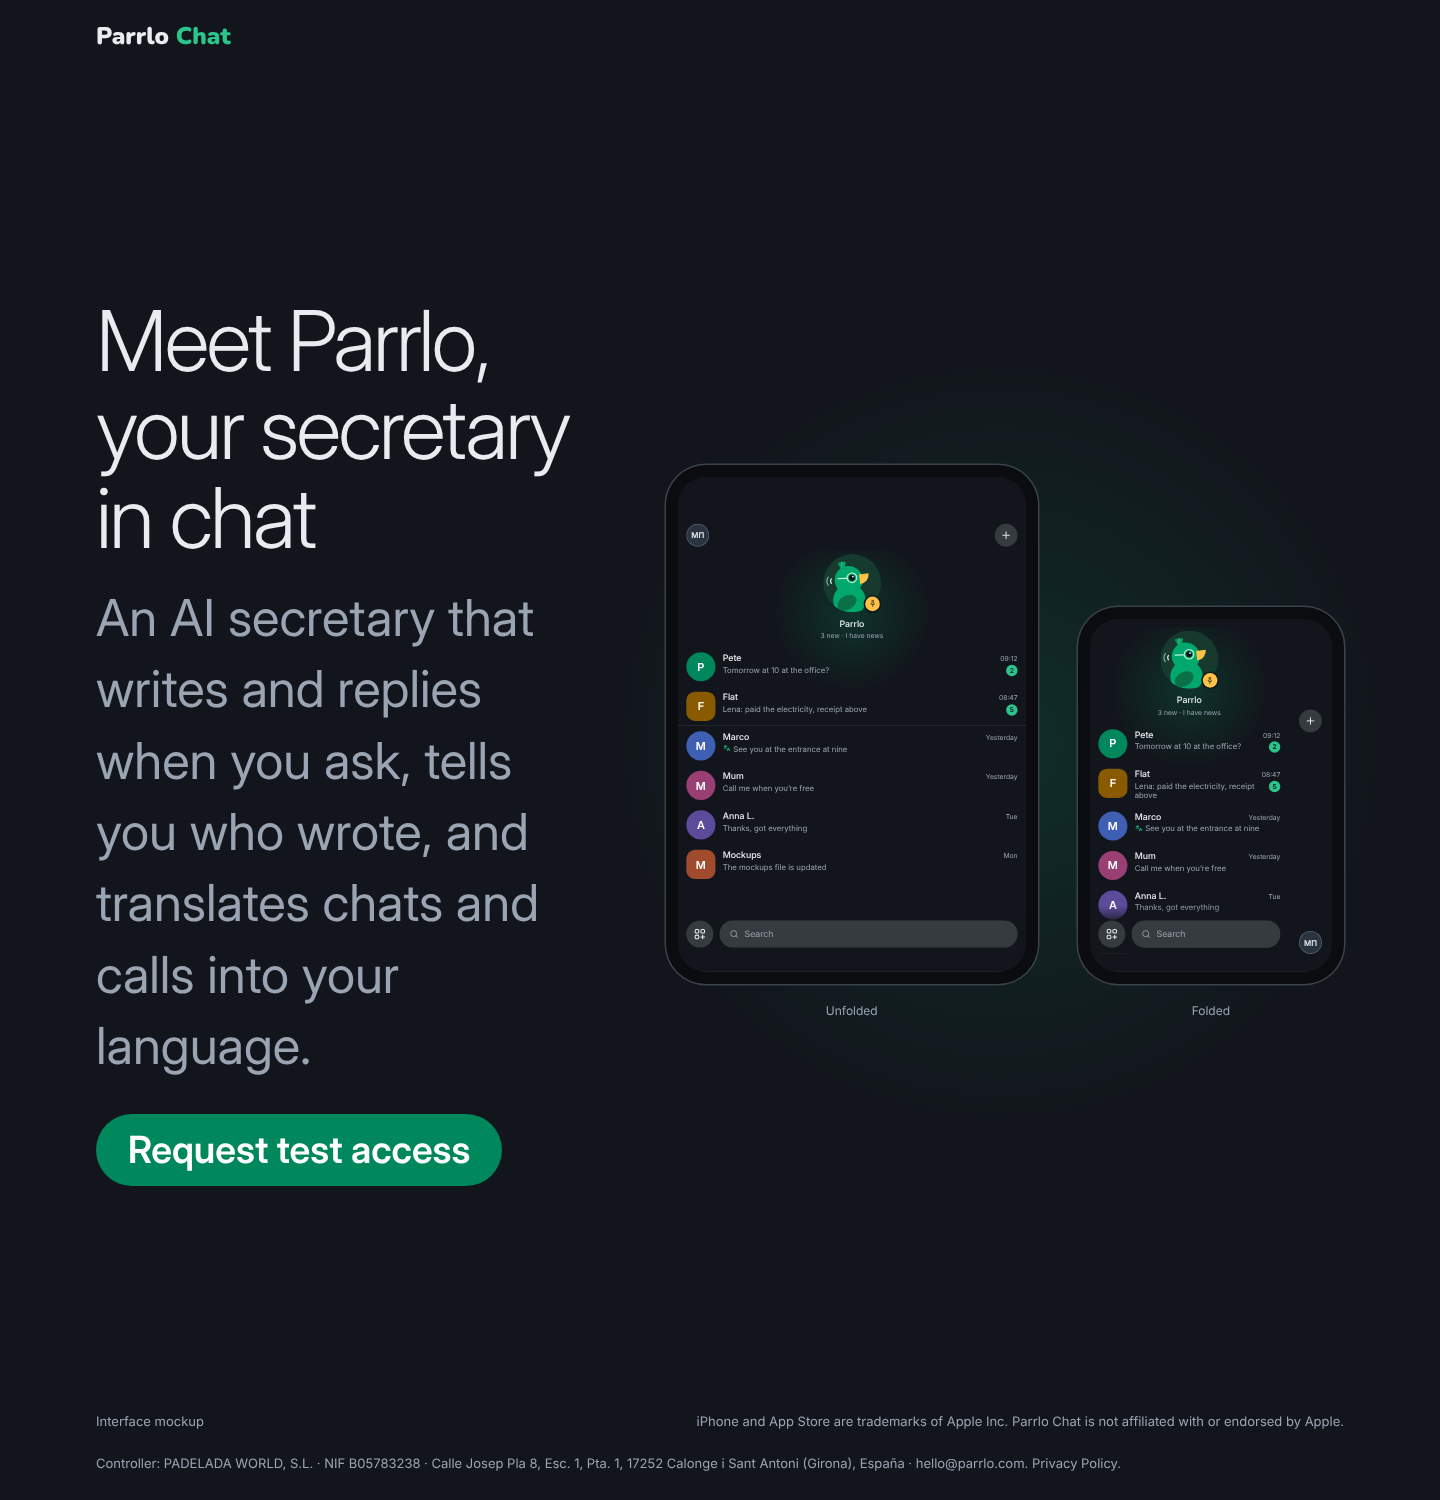 Parrlo Chat
Meet Parrlo,
your secretary
in chat
An AI secretary that
writes and replies
when you ask, tells
you who wrote, and
translates chats and
calls into your
language.
Request test access
МП
Parrlo
3 new · I have news
P
Pete
09:12
Tomorrow at 10 at the office?
2
F
Flat
08:47
Lena: paid the electricity, receipt above
5
M
Marco
Yesterday
See you at the entrance at nine
M
Mum
Yesterday
Call me when you're free
A
Anna L.
Tue
Thanks, got everything
M
Mockups
Mon
The mockups file is updated
Search
Unfolded
Parrlo
3 new · I have news
P
Pete
09:12
Tomorrow at 10 at the office?
2
F
Flat
08:47
Lena: paid the electricity, receipt
above
5
M
Marco
Yesterday
See you at the entrance at nine
M
Mum
Yesterday
Call me when you're free
A
Anna L.
Tue
Thanks, got everything
Search
МП
Folded
Interface mockup
iPhone and App Store are trademarks of Apple Inc. Parrlo Chat is not affiliated with or endorsed by Apple.
Controller: PADELADA WORLD, S.L. · NIF B05783238 · Calle Josep Pla 8, Esc. 1, Pta. 1, 17252 Calonge i Sant Antoni (Girona), España · hello@parrlo.com. Privacy Policy.